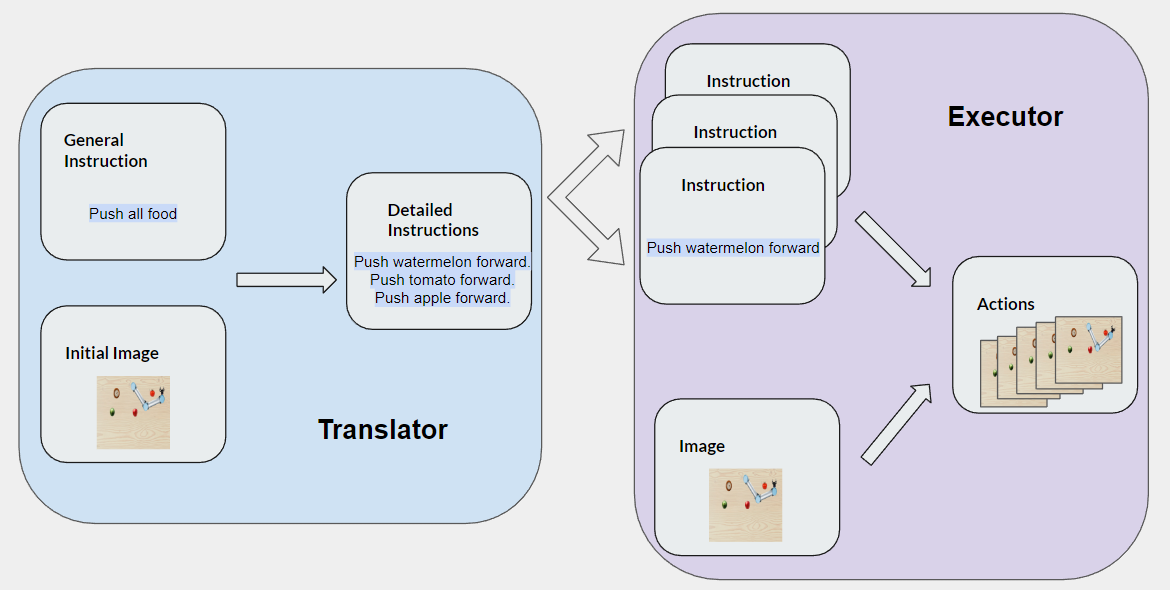 General
Instruction
Push all food
Initial Image
Detailed
Instructions
Push watermelon forward.
Push tomato forward.
Push apple forward.
Translator
Instruction
Instruction
Instruction
Push watermelon forward
Executor
Image
Actions